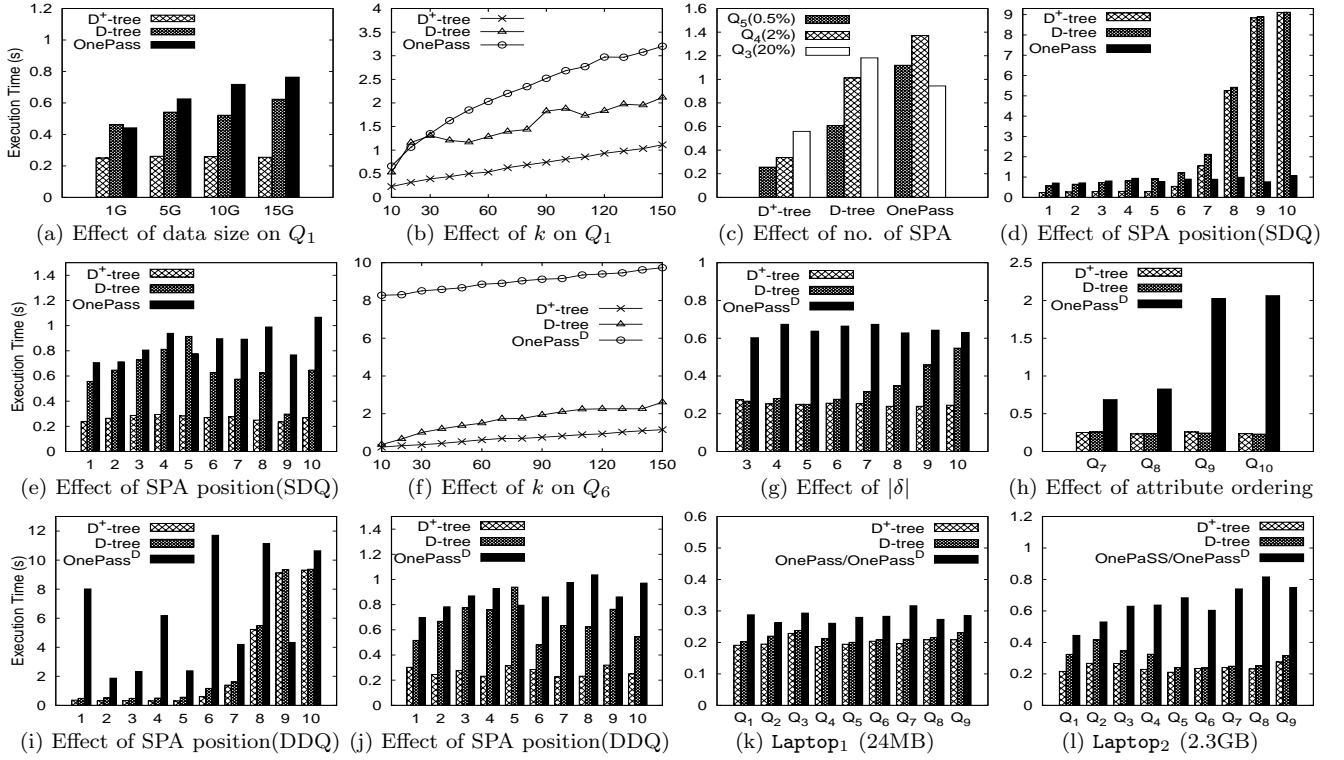 D⁺-tree
D-tree
OnePass
Execution Time (s)
1.2
1
0.8
0.6
0.4
0.2
0
1G 5G 10G 15G
(a) Effect of data size on Q₁
D⁺-tree
D-tree
OnePass
4
3.5
3
2.5
2
1.5
1
0.5
0
10 30 60 90 120 150
(b) Effect of k on Q₁
Q₅(0.5%)
Q₄(2%)
Q₃(20%)
1.6
1.4
1.2
1
0.8
0.6
0.4
0.2
0
D⁺-tree D-tree OnePass
(c) Effect of no. of SPA
D⁺-tree
D-tree
OnePass
9
8
7
6
5
4
3
2
1
0
1 2 3 4 5 6 7 8 9 10
(d) Effect of SPA position(SDQ)
D⁺-tree
D-tree
OnePass
Execution Time (s)
1.4
1.2
1
0.8
0.6
0.4
0.2
0
1 2 3 4 5 6 7 8 9 10
(e) Effect of SPA position(SDQ)
D⁺-tree
D-tree
OnePassᴰ
10
8
6
4
2
0
10 30 60 90 120 150
(f) Effect of k on Q₆
D⁺-tree
D-tree
OnePassᴰ
1
0.8
0.6
0.4
0.2
0
3 4 5 6 7 8 9 10
(g) Effect of |δ|
D⁺-tree
D-tree
OnePassᴰ
2.5
2
1.5
1
0.5
0
Q₇ Q₈ Q₉ Q₁₀
(h) Effect of attribute ordering
D⁺-tree
D-tree
OnePassᴰ
Execution Time (s)
12
10
8
6
4
2
0
1 2 3 4 5 6 7 8 9 10
(i) Effect of SPA position(DDQ)
D⁺-tree
D-tree
OnePass
1.4
1.2
1
0.8
0.6
0.4
0.2
0
1 2 3 4 5 6 7 8 9 10
(j) Effect of SPA position(DDQ)
D⁺-tree
D-tree
OnePass/OnePassᴰ
0.6
0.5
0.4
0.3
0.2
0.1
0
Q₁ Q₂ Q₃ Q₄ Q₅ Q₆ Q₇ Q₈ Q₉
(k) Laptop₁ (24MB)
D⁺-tree
D-tree
OnePaSS/OnePassᴰ
1.2
1
0.8
0.6
0.4
0.2
0
Q₁ Q₂ Q₃ Q₄ Q₅ Q₆ Q₇ Q₈ Q₉
(l) Laptop₂ (2.3GB)